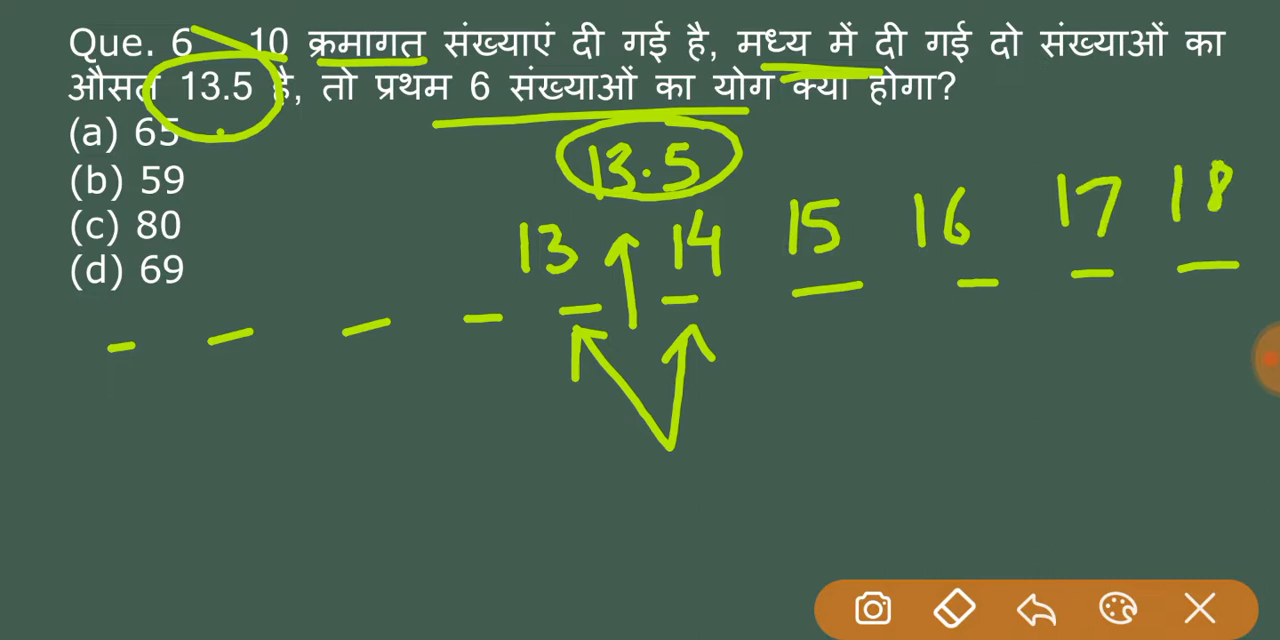 Que. 6 10 क्रमागत संख्याएं दी गई है, मध्य में दी गई दो संख्याओं का
औसत 13.5 है, तो प्रथम 6 संख्याओं का योग क्या होगा?
(a) 65
(b) 59
(c) 80
(d) 69
13.5
13 14 15 16 17 18